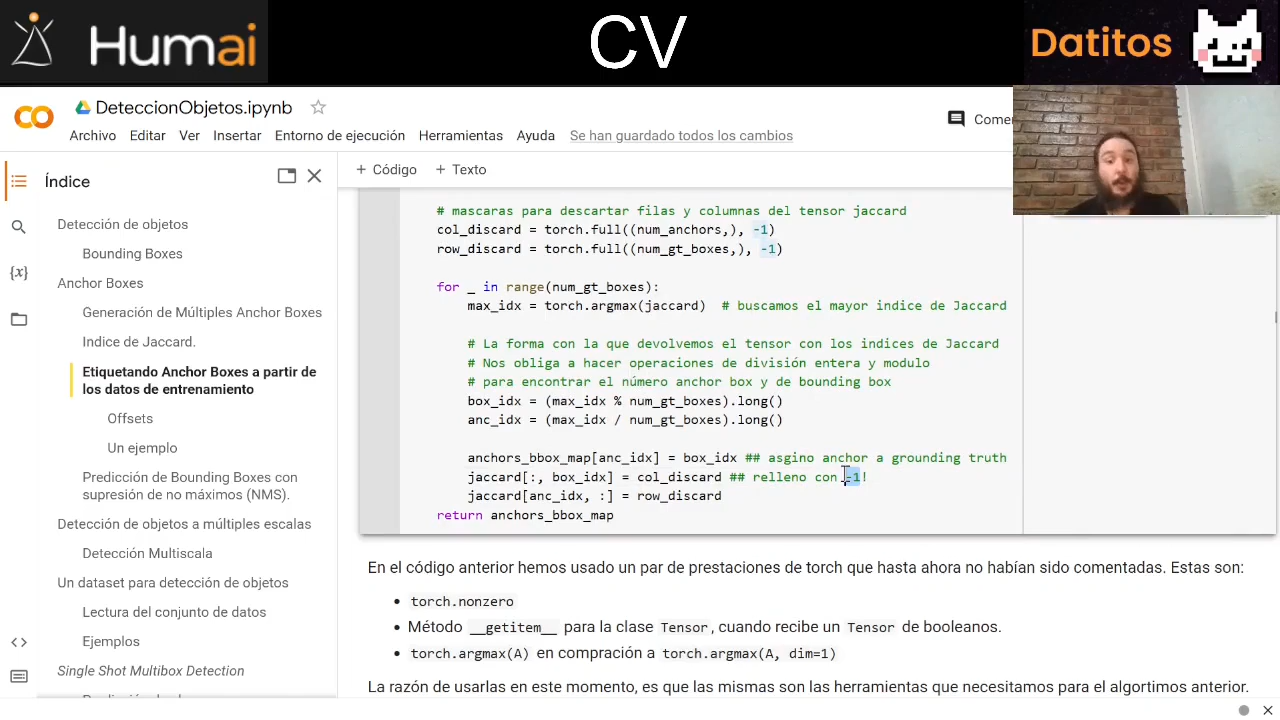 Humai
CV
Datitos
CO
DeteccionObjetos.ipynb
Archivo Editar Ver Insertar Entorno de ejecución Herramientas Ayuda Se han guardado todos los cambios
Comen
Índice
+ Código + Texto
Detección de objetos
Bounding Boxes
Anchor Boxes
Generación de Múltiples Anchor Boxes
Indice de Jaccard.
Etiquetando Anchor Boxes a partir de
los datos de entrenamiento
Offsets
Un ejemplo
Predicción de Bounding Boxes con
supresión de no máximos (NMS).
Detección de objetos a múltiples escalas
Detección Multiscala
Un dataset para detección de objetos
Lectura del conjunto de datos
Ejemplos
Single Shot Multibox Detection
{x}
<>
# mascaras para descartar filas y columnas del tensor jaccard
col_discard = torch.full((num_anchors,), -1)
row_discard = torch.full((num_gt_boxes,), -1)
for _ in range(num_gt_boxes):
max_idx = torch.argmax(jaccard) # buscamos el mayor indice de Jaccard
# La forma con la que devolvemos el tensor con los indices de Jaccard
# Nos obliga a hacer operaciones de división entera y modulo
# para encontrar el número anchor box y de bounding box
box_idx = (max_idx % num_gt_boxes).long()
anc_idx = (max_idx / num_gt_boxes).long()
anchors_bbox_map[anc_idx] = box_idx ## asgino anchor a grounding truth
jaccard[:, box_idx] = col_discard ## relleno con -1!
jaccard[anc_idx, :] = row_discard
return anchors_bbox_map
En el código anterior hemos usado un par de prestaciones de torch que hasta ahora no habían sido comentadas. Estas son:
• torch.nonzero
• Método __getitem__ para la clase Tensor, cuando recibe un Tensor de booleanos.
• torch.argmax(A) en compración a torch.argmax(A, dim=1)
La razón de usarlas en este momento, es que las mismas son las herramientas que necesitamos para el algortimos anterior.